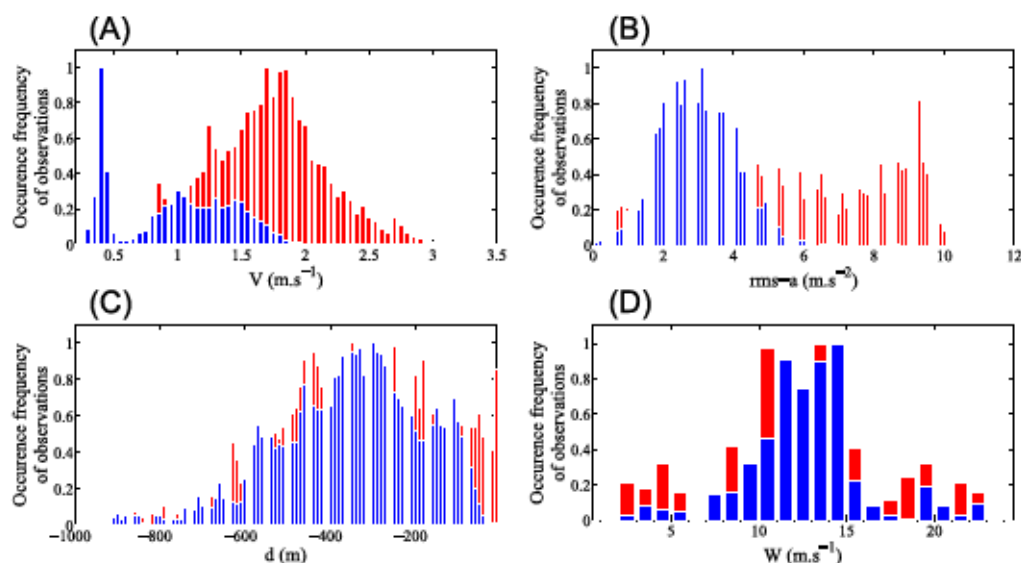 (A)
(B)
Occurence frequency
of observations
1
0.8
0.6
0.4
0.2
0
0.5 1 1.5 2 2.5 3 3.5
V (m.s⁻¹)
Occurence frequency
of observations
1
0.8
0.6
0.4
0.2
0
0 2 4 6 8 10 12
rms-a (m.s⁻²)
(C)
(D)
Occurence frequency
of observations
1
0.8
0.6
0.4
0.2
0
−1000 −800 −600 −400 −200
d (m)
Occurence frequency
of observations
1
0.8
0.6
0.4
0.2
0
5 10 15 20
W (m.s⁻¹)